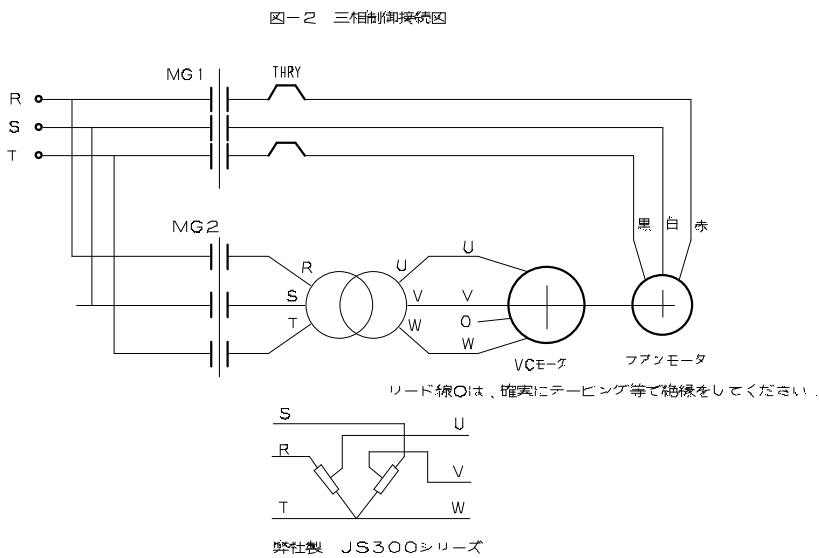 図－2 三相制御接続図
MG1
THRY
R
S
T
MG2
黒 白 赤
R
U
U
S
V
V
T
W
O
W
VCモータ
ファンモータ
リード線Oは、確実にテーピング等で絶縁をしてください.
S
U
R
V
T
W
弊社製 JS300シリーズ